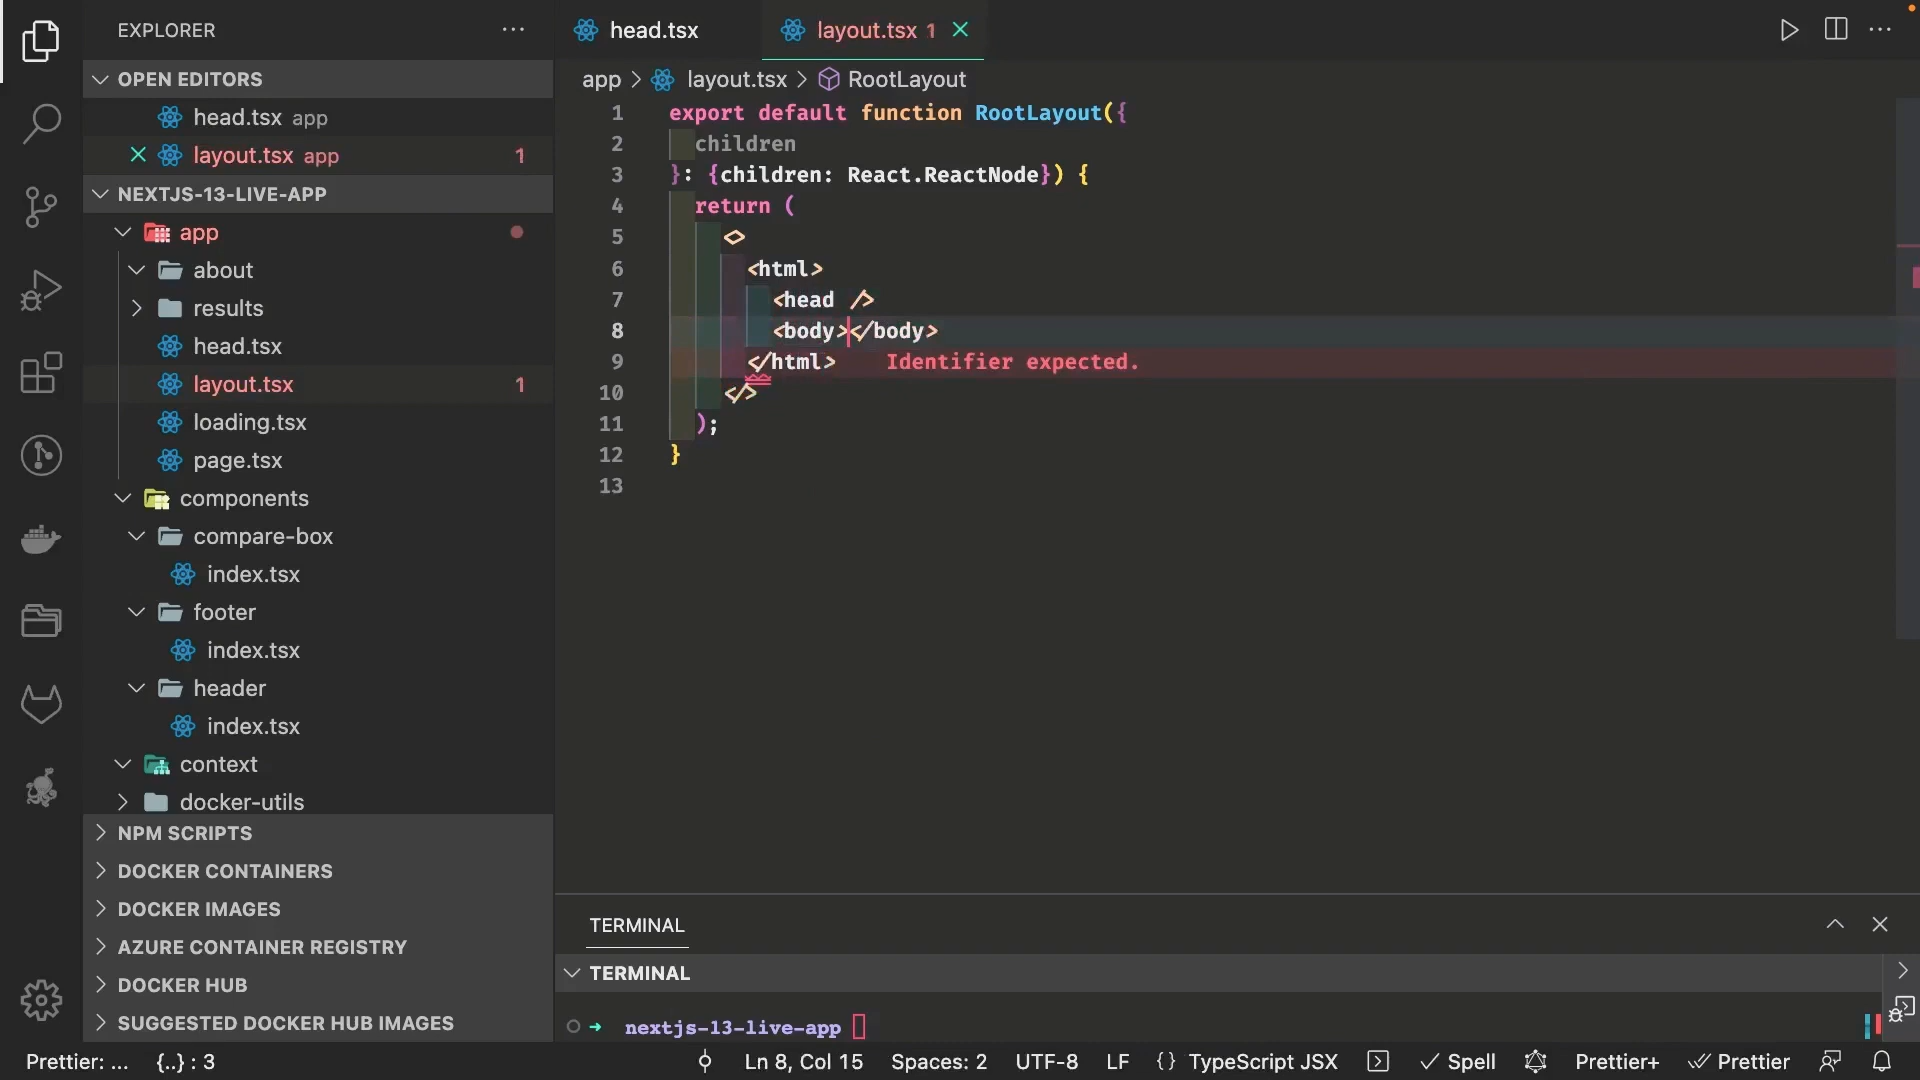 EXPLORER
OPEN EDITORS
head.tsx app
layout.tsx app 1
NEXTJS-13-LIVE-APP
app
about
results
head.tsx
layout.tsx 1
loading.tsx
page.tsx
components
compare-box
index.tsx
footer
index.tsx
header
index.tsx
context
docker-utils
NPM SCRIPTS
DOCKER CONTAINERS
DOCKER IMAGES
AZURE CONTAINER REGISTRY
DOCKER HUB
SUGGESTED DOCKER HUB IMAGES
head.tsx
layout.tsx 1
app > layout.tsx > RootLayout
1 export default function RootLayout({
2 children
3 }: {children: React.ReactNode}) {
4 return (
5 <>
6 <html>
7 <head />
8 <body></body>
9 </html> Identifier expected.
10 </>
11 );
12 }
13
TERMINAL
TERMINAL
nextjs-13-live-app
Prettier: ... {..} : 3 Ln 8, Col 15 Spaces: 2 UTF-8 LF {} TypeScript JSX Spell Prettier+ Prettier